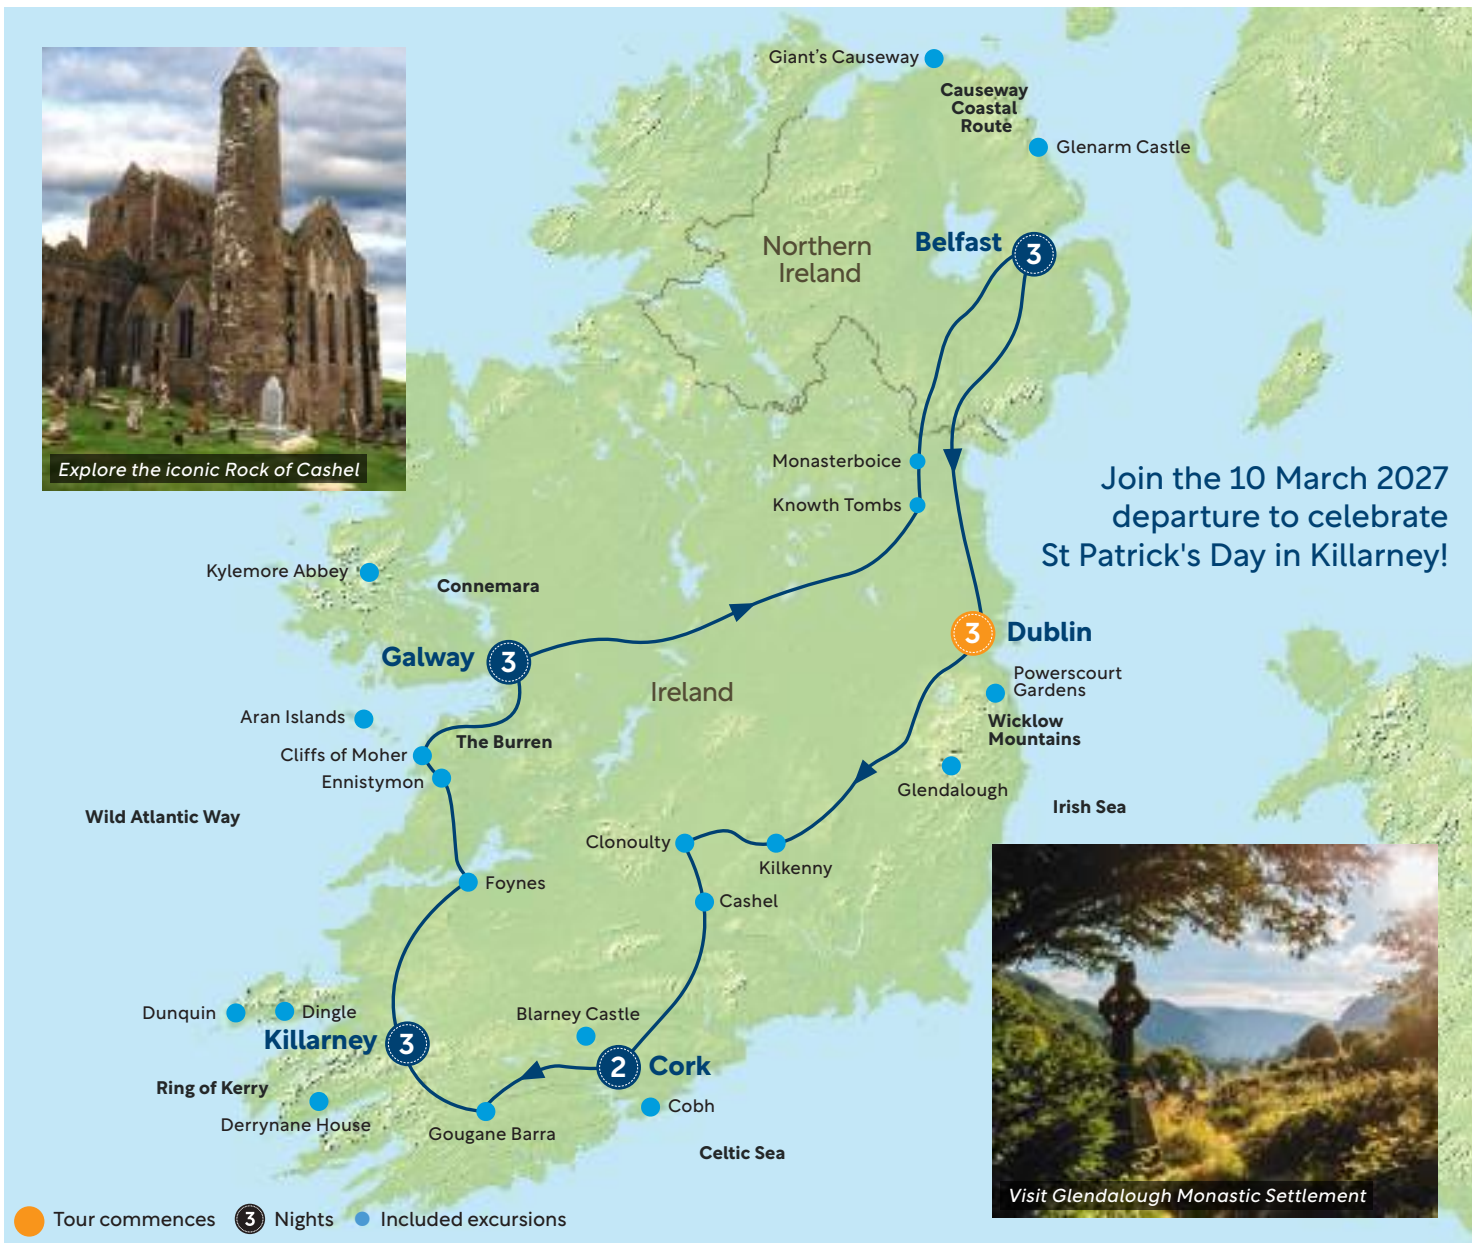 Giant's Causeway
Causeway
Coastal
Route
Glenarm Castle
Northern
Ireland
Belfast
3
Explore the iconic Rock of Cashel
Monasterboice
Knowth Tombs
Join the 10 March 2027
departure to celebrate
St Patrick's Day in Killarney!
Kylemore Abbey
Connemara
Galway
3
3
Dublin
Ireland
Powerscourt
Gardens
Wicklow
Mountains
Aran Islands
The Burren
Cliffs of Moher
Ennistymon
Glendalough
Wild Atlantic Way
Irish Sea
Clonoulty
Kilkenny
Foynes
Cashel
Dunquin
Dingle
Blarney Castle
Killarney
3
2
Cork
Ring of Kerry
Derrynane House
Gougane Barra
Cobh
Celtic Sea
Visit Glendalough Monastic Settlement
Tour commences
3
Nights
Included excursions